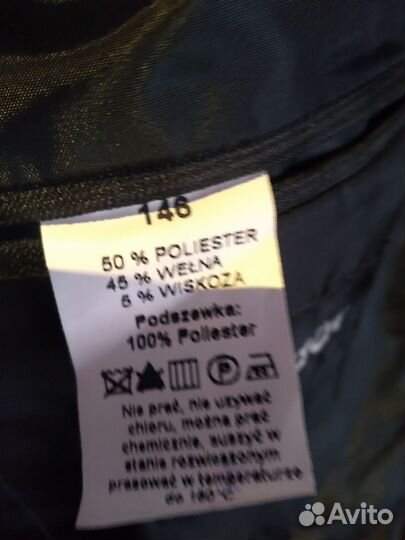 146
50 % POLIESTER
45 % WEŁNA
5 % WISKOZA
Podszewka:
100% Poliester
P
Nie prać, nie używać
chloru, można prać
chemicznie, suszyć w
stanie rozwieszonym
prasować w temperaturze
do 150°C
Avito